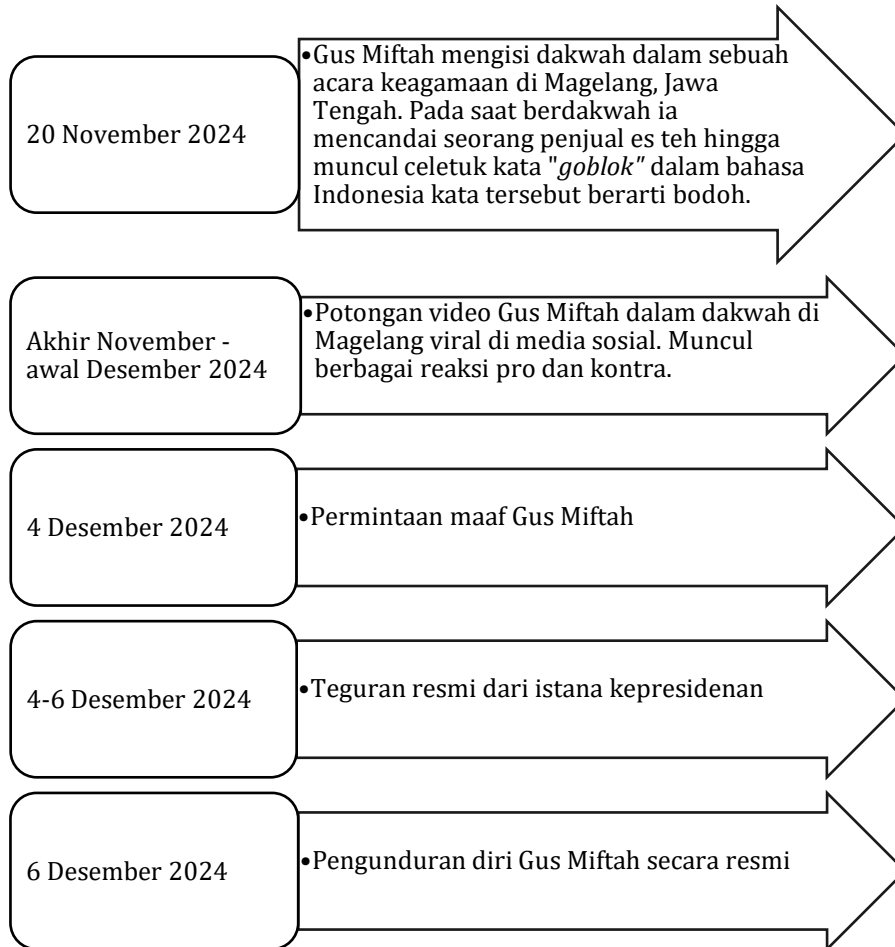 20 November 2024
•Gus Miftah mengisi dakwah dalam sebuah
acara keagamaan di Magelang, Jawa
Tengah. Pada saat berdakwah ia
mencandai seorang penjual es teh hingga
muncul celetuk kata "goblok" dalam bahasa
Indonesia kata tersebut berarti bodoh.
Akhir November -
awal Desember 2024
•Potongan video Gus Miftah dalam dakwah di
Magelang viral di media sosial. Muncul
berbagai reaksi pro dan kontra.
4 Desember 2024
•Permintaan maaf Gus Miftah
4-6 Desember 2024
•Teguran resmi dari istana kepresidenan
6 Desember 2024
•Pengunduran diri Gus Miftah secara resmi